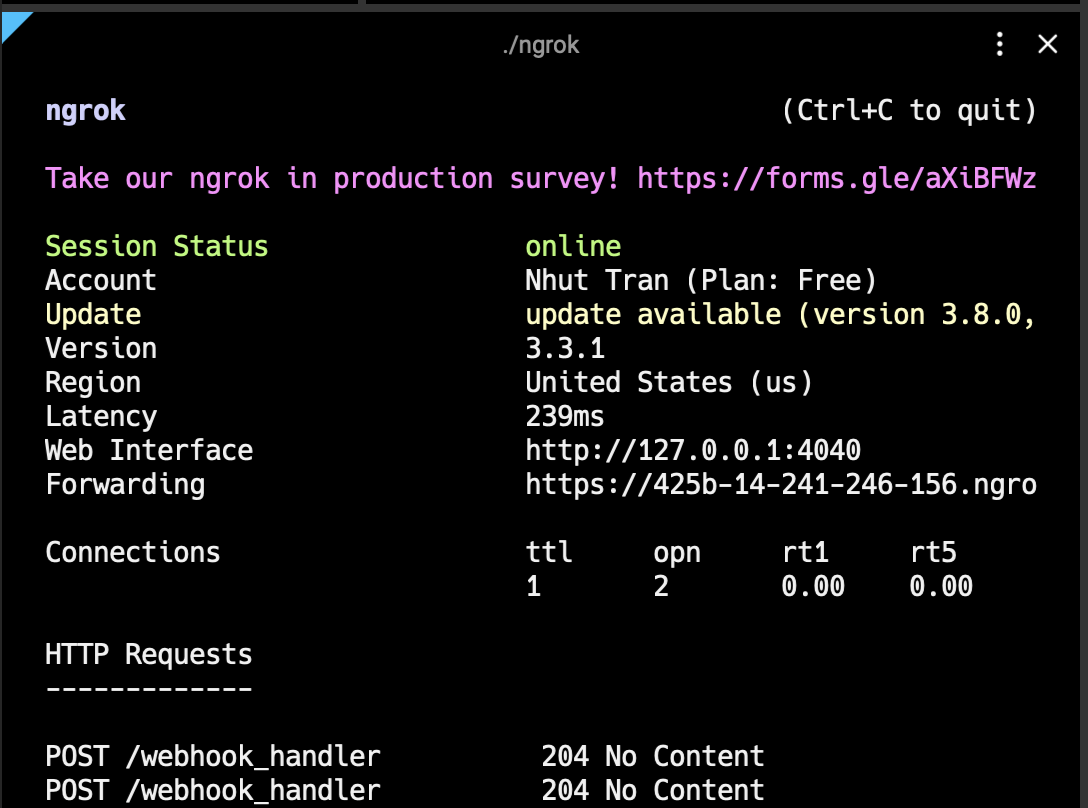 ./ngrok
ngrok (Ctrl+C to quit)
Take our ngrok in production survey! https://forms.gle/aXiBFWz
Session Status online
Account Nhut Tran (Plan: Free)
Update update available (version 3.8.0,
Version 3.3.1
Region United States (us)
Latency 239ms
Web Interface http://127.0.0.1:4040
Forwarding https://425b-14-241-246-156.ngro
Connections ttl opn rt1 rt5
1 2 0.00 0.00
HTTP Requests
-------------
POST /webhook_handler 204 No Content
POST /webhook_handler 204 No Content